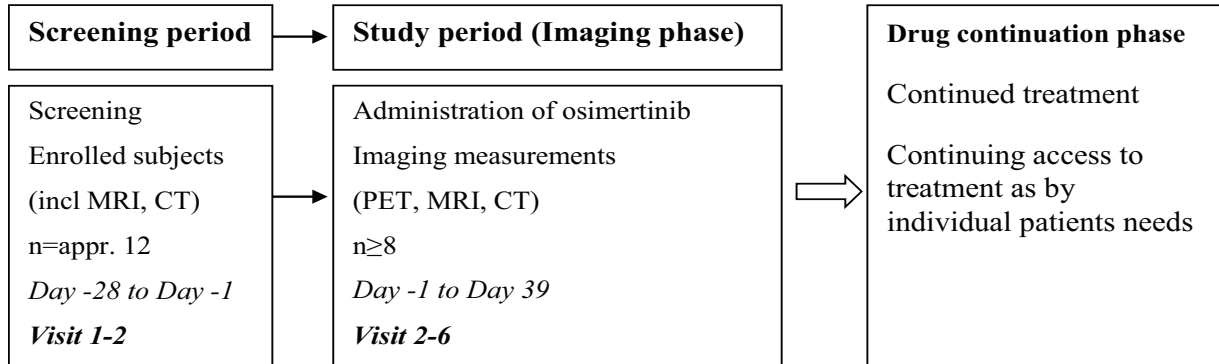 Screening period
Study period (Imaging phase)
Screening
Enrolled subjects
(incl MRI, CT)
n=appr. 12
Day -28 to Day -1
Visit 1-2
Administration of osimertinib
Imaging measurements
(PET, MRI, CT)
n≥8
Day -1 to Day 39
Visit 2-6
Drug continuation phase
Continued treatment
Continuing access to
treatment as by
individual patients needs